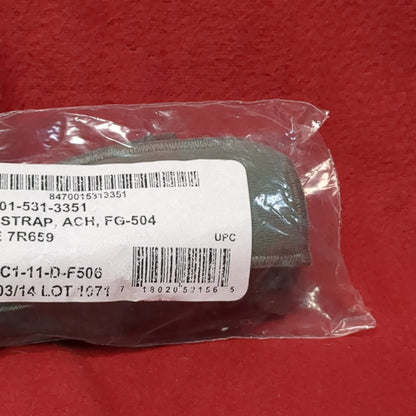 8470015313351
01-531-3351
STRAP, ACH, FG-504
E 7R659
UPC
C1-11-D-F506
03/14 LOT 1971
7 18020 52156 5